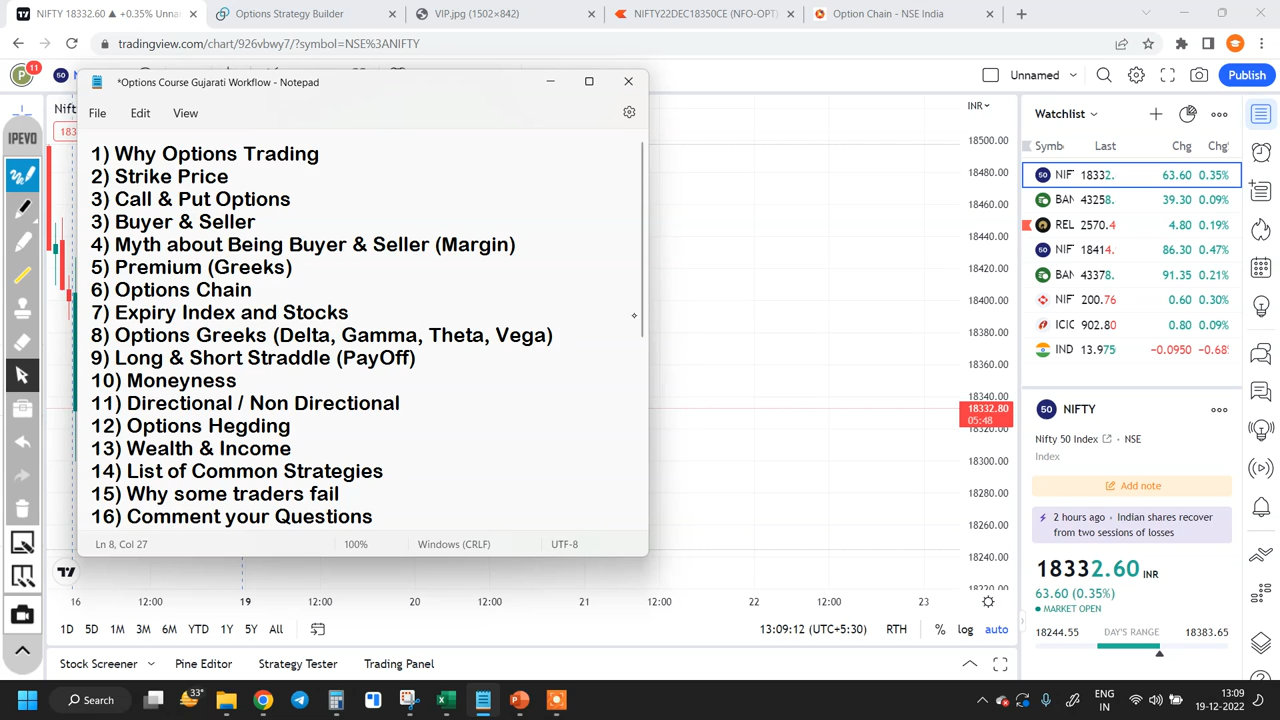 NIFTY 18332.60 ▲ +0.35% Unna
Options Strategy Builder
VIP.jpg (1502×842)
NIFTY22DEC18350CE (NFO-OPT)
Option Chain - NSE India
tradingview.com/chart/926vbwy7/?symbol=NSE%3ANIFTY
P
11
50
Unnamed
Publish
*Options Course Gujarati Workflow - Notepad
File
Edit
View
1) Why Options Trading
2) Strike Price
3) Call & Put Options
3) Buyer & Seller
4) Myth about Being Buyer & Seller (Margin)
5) Premium (Greeks)
6) Options Chain
7) Expiry Index and Stocks
8) Options Greeks (Delta, Gamma, Theta, Vega)
9) Long & Short Straddle (PayOff)
10) Moneyness
11) Directional / Non Directional
12) Options Hegding
13) Wealth & Income
14) List of Common Strategies
15) Why some traders fail
16) Comment your Questions
Ln 8, Col 27
100%
Windows (CRLF)
UTF-8
IPEVO
Nift
183
INR
18500.00
18480.00
18460.00
18440.00
18420.00
18400.00
18380.00
18360.00
18340.00
18332.80
05:48
18320.00
18300.00
18280.00
18260.00
18240.00
18220.00
16 12:00 19 12:00 20 12:00 21 12:00 22 12:00 23
1D 5D 1M 3M 6M YTD 1Y 5Y All
13:09:12 (UTC+5:30) RTH % log auto
Stock Screener
Pine Editor
Strategy Tester
Trading Panel
Watchlist
Symb Last Chg Chg
50 NIF 18332. 63.60 0.35%
BAN 43258. 39.30 0.09%
REL 2570.4 4.80 0.19%
50 NIF 18414. 86.30 0.47%
BAN 43378. 91.35 0.21%
NIF 200.76 0.60 0.30%
ICIC 902.80 0.80 0.09%
IND 13.975 -0.0950 -0.68
50 NIFTY
Nifty 50 Index NSE
Index
Add note
2 hours ago • Indian shares recover
from two sessions of losses
18332.60 INR
63.60 (0.35%)
MARKET OPEN
18244.55 DAY'S RANGE 18383.65
Search
33°
ENG
IN
13:09
19-12-2022